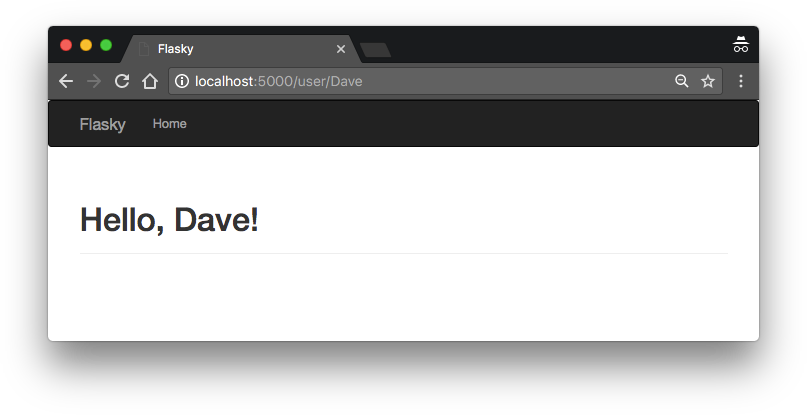 Flasky
localhost:5000/user/Dave
Flasky Home
Hello, Dave!